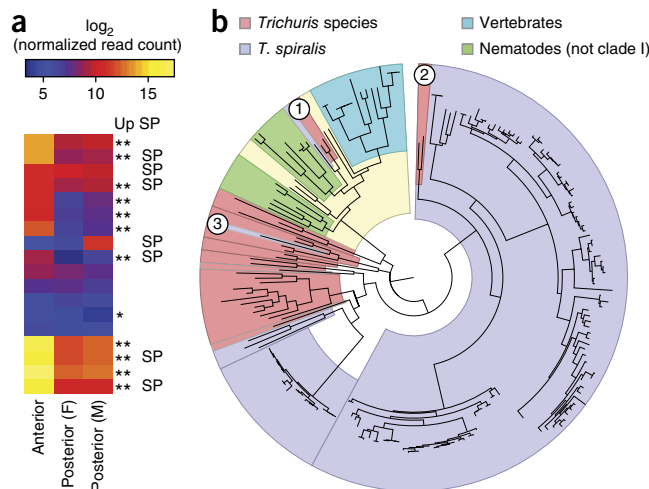 a
log2
(normalized read count)
5 10 15
Up SP
**
** SP
SP
** SP
**
**
**
SP
** SP
*
**
** SP
**
** SP
Anterior
Posterior (F)
Posterior (M)
b
Trichuris species
T. spiralis
Vertebrates
Nematodes (not clade I)
1
2
3